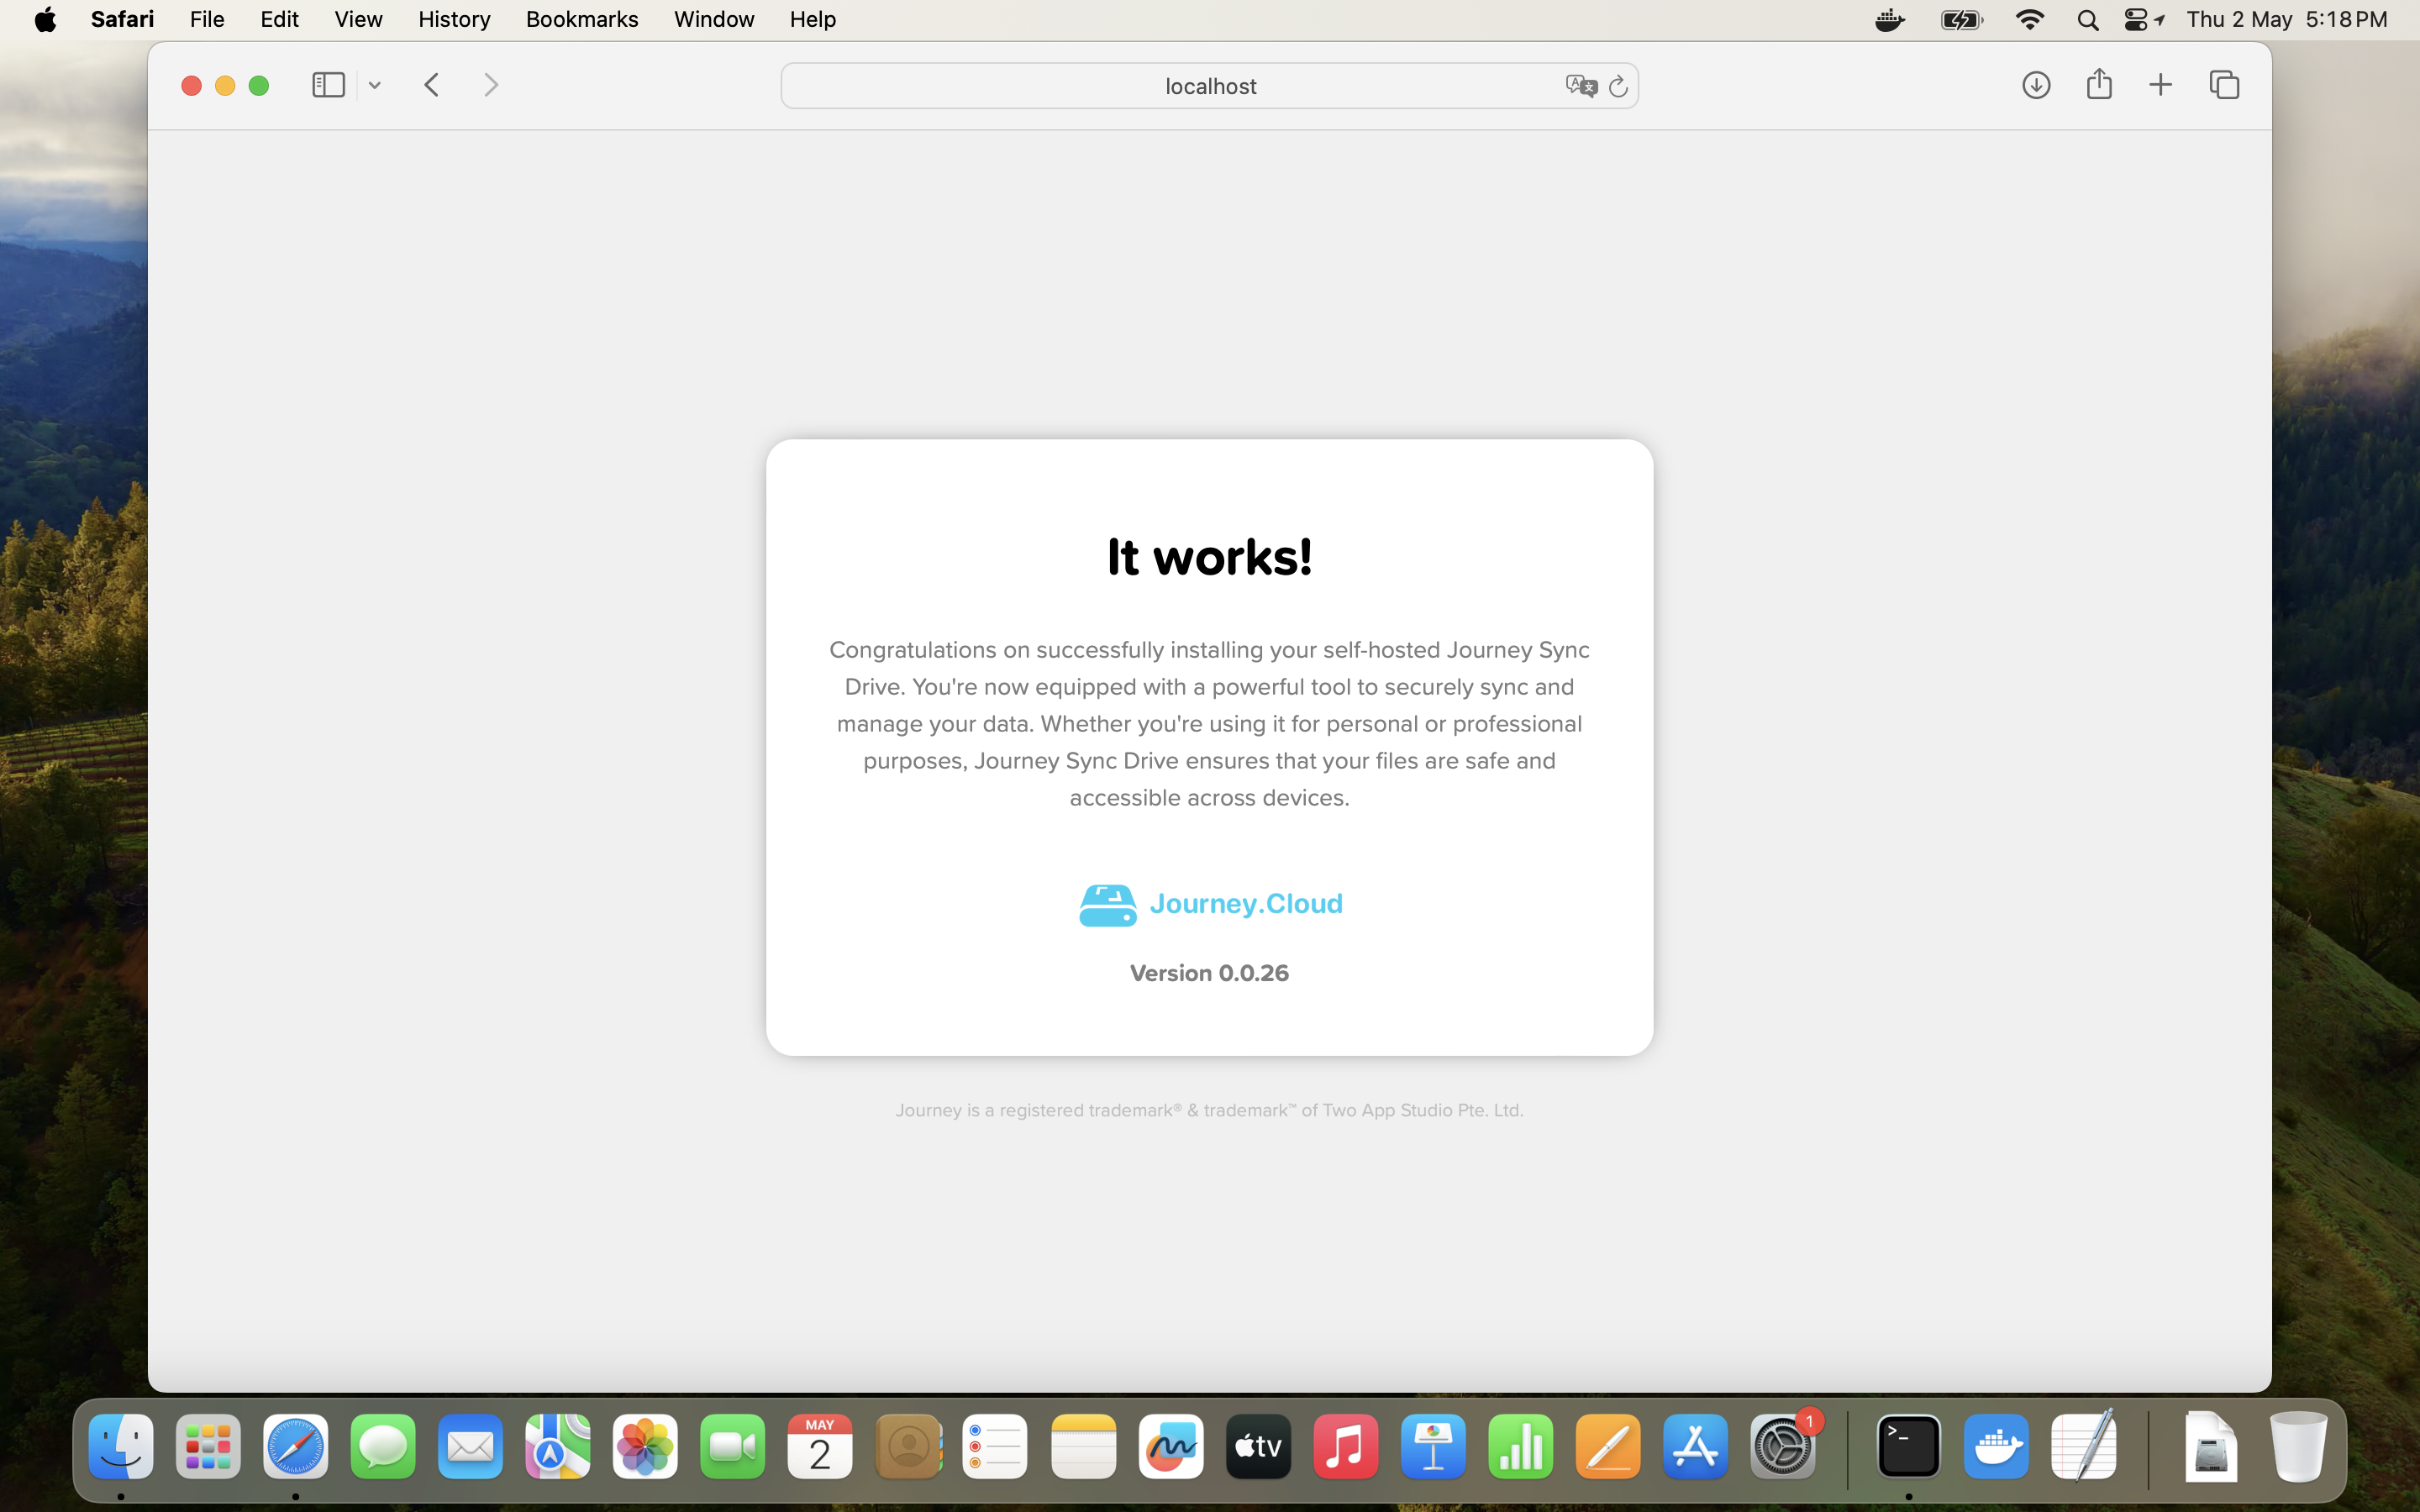 Safari File Edit View History Bookmarks Window Help Thu 2 May 5:18 PM
localhost
It works!
Congratulations on successfully installing your self-hosted Journey Sync
Drive. You're now equipped with a powerful tool to securely sync and
manage your data. Whether you're using it for personal or professional
purposes, Journey Sync Drive ensures that your files are safe and
accessible across devices.
Journey.Cloud
Version 0.0.26
Journey is a registered trademark® & trademark™ of Two App Studio Pte. Ltd.
MAY
2
tv
1
>_